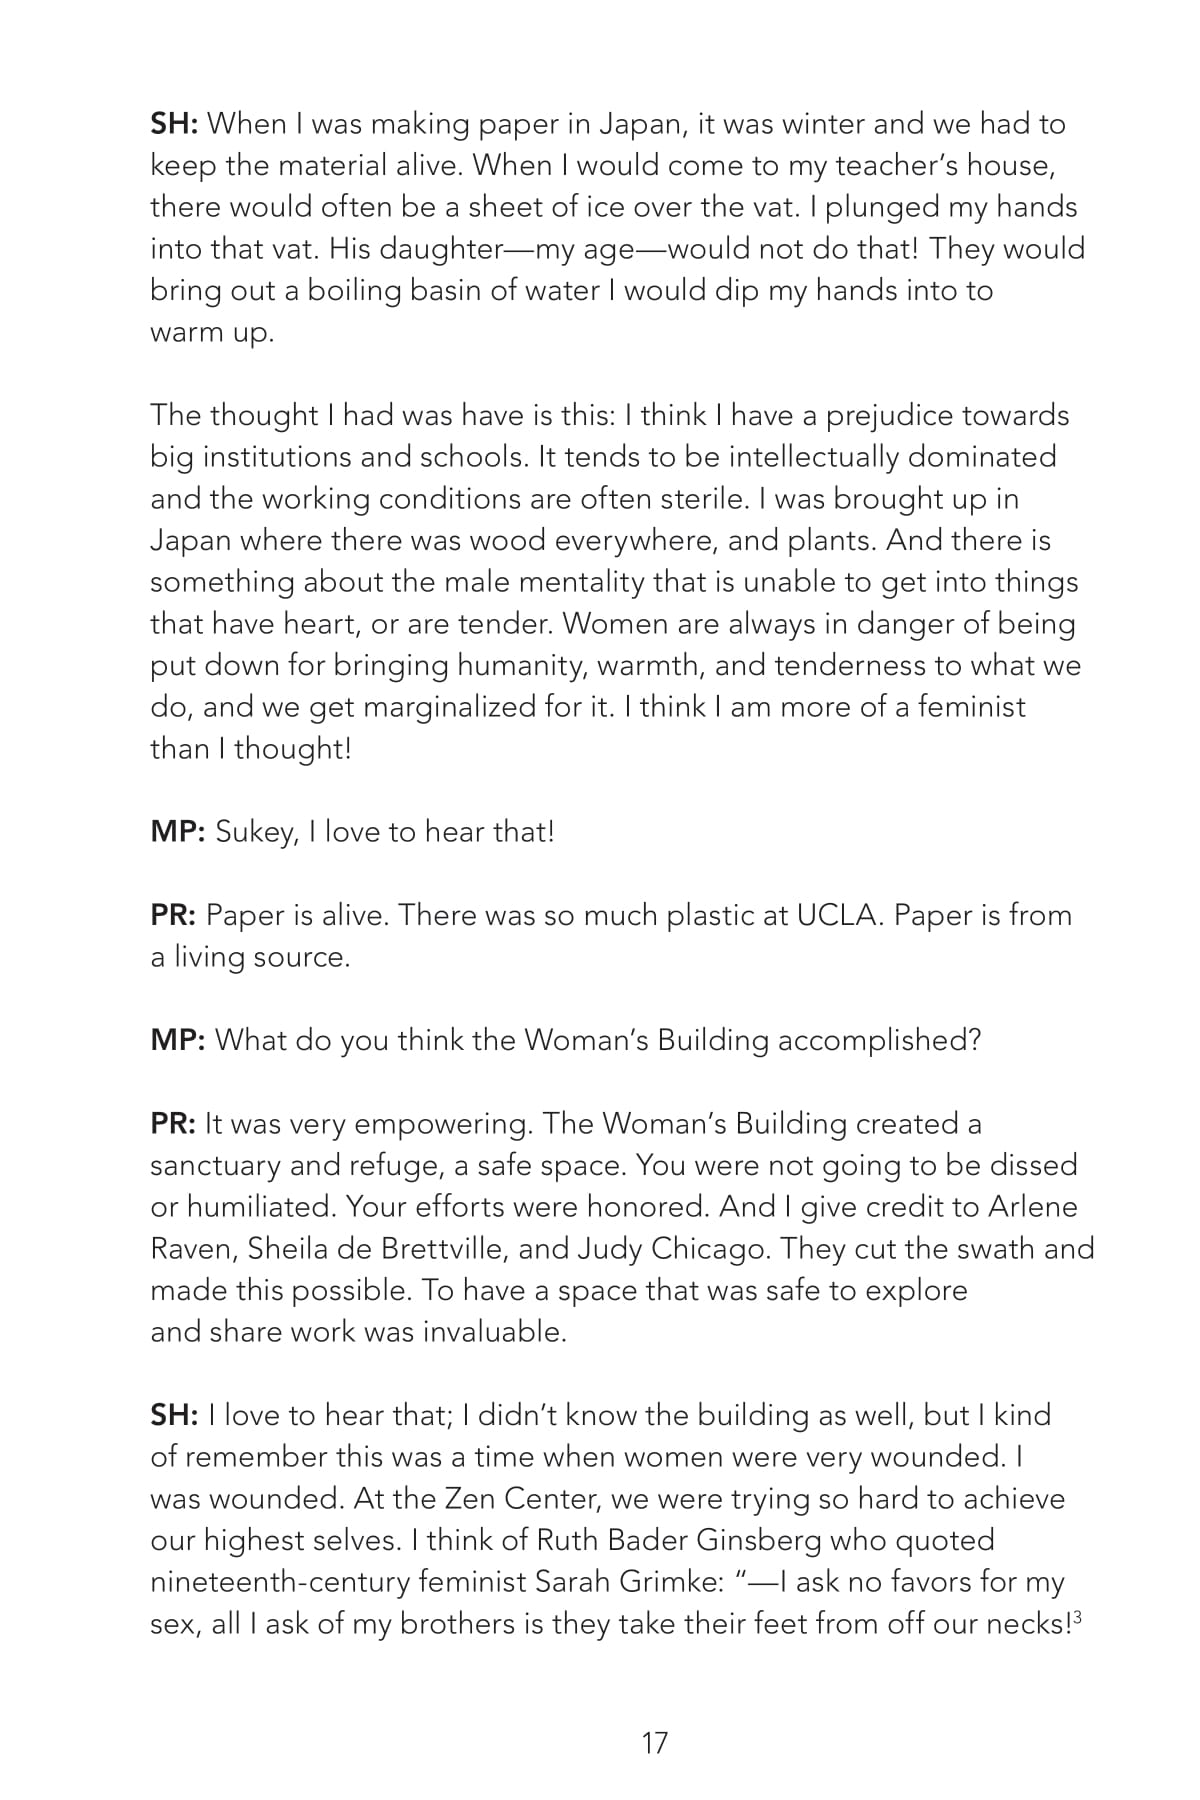 SH: When I was making paper in Japan, it was winter and we had to
keep the material alive. When I would come to my teacher’s house,
there would often be a sheet of ice over the vat. I plunged my hands
into that vat. His daughter—my age—would not do that! They would
bring out a boiling basin of water I would dip my hands into to
warm up.
The thought I had was have is this: I think I have a prejudice towards
big institutions and schools. It tends to be intellectually dominated
and the working conditions are often sterile. I was brought up in
Japan where there was wood everywhere, and plants. And there is
something about the male mentality that is unable to get into things
that have heart, or are tender. Women are always in danger of being
put down for bringing humanity, warmth, and tenderness to what we
do, and we get marginalized for it. I think I am more of a feminist
than I thought!
MP: Sukey, I love to hear that!
PR: Paper is alive. There was so much plastic at UCLA. Paper is from
a living source.
MP: What do you think the Woman’s Building accomplished?
PR: It was very empowering. The Woman’s Building created a
sanctuary and refuge, a safe space. You were not going to be dissed
or humiliated. Your efforts were honored. And I give credit to Arlene
Raven, Sheila de Brettville, and Judy Chicago. They cut the swath and
made this possible. To have a space that was safe to explore
and share work was invaluable.
SH: I love to hear that; I didn’t know the building as well, but I kind
of remember this was a time when women were very wounded. I
was wounded. At the Zen Center, we were trying so hard to achieve
our highest selves. I think of Ruth Bader Ginsberg who quoted
nineteenth-century feminist Sarah Grimke: “—I ask no favors for my
sex, all I ask of my brothers is they take their feet from off our necks!3
17